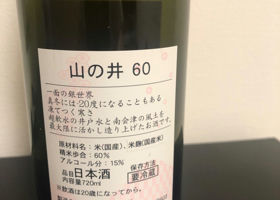 山の井 60
一面の銀世界
真冬には-20度になることもある
凍てつく寒さ
超軟水の井戸水と南会津の風土を
最大限に活かし造り上げたお酒です。
原材料名:米(国産)、米麹(国産米)
精米歩合:60%
アルコール分:15%
品目 日本酒
内容量720ml
保存方法
要冷蔵
※飲酒は20歳になってから。